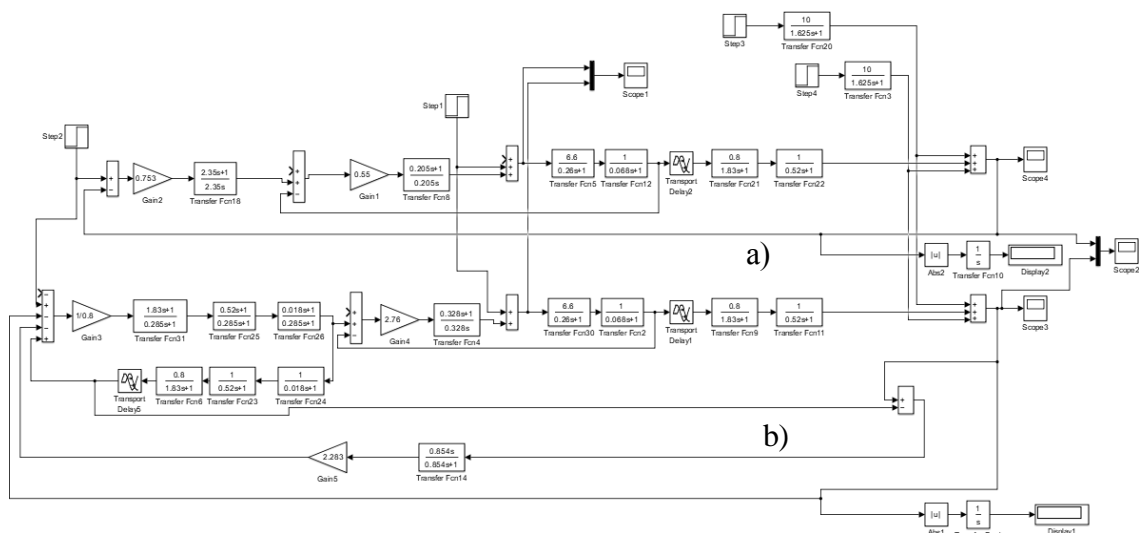 Step3
10
1.625s+1
Transfer Fcn20
Step4
10
1.625s+1
Transfer Fcn3
Scope1
Step1
Step2
+
−
0.753
Gain2
2.35s+1
2.35s
Transfer Fcn18
+
−
0.55
Gain1
0.205s+1
0.205s
Transfer Fcn8
+
+
+
6.6
0.26s+1
Transfer Fcn5
1
0.068s+1
Transfer Fcn12
Transport
Delay2
0.8
1.83s+1
Transfer Fcn21
1
0.52s+1
Transfer Fcn22
+
+
+
Scope4
a)
|u|
Abs2
1
s
Transfer Fcn10
Display2
Scope2
−
+
−
−
+
1/0.8
Gain3
1.83s+1
0.285s+1
Transfer Fcn31
0.52s+1
0.285s+1
Transfer Fcn25
0.018s+1
0.285s+1
Transfer Fcn26
+
−
2.76
Gain4
0.328s+1
0.328s
Transfer Fcn4
+
+
6.6
0.26s+1
Transfer Fcn30
1
0.068s+1
Transfer Fcn2
Transport
Delay1
0.8
1.83s+1
Transfer Fcn9
1
0.52s+1
Transfer Fcn11
+
+
+
Scope3
Transport
Delay5
0.8
1.83s+1
Transfer Fcn6
1
0.52s+1
Transfer Fcn23
1
0.018s+1
Transfer Fcn24
+
−
b)
2.283
Gain5
0.854s
0.854s+1
Transfer Fcn14
|u|
Abs1
1
s
Display1